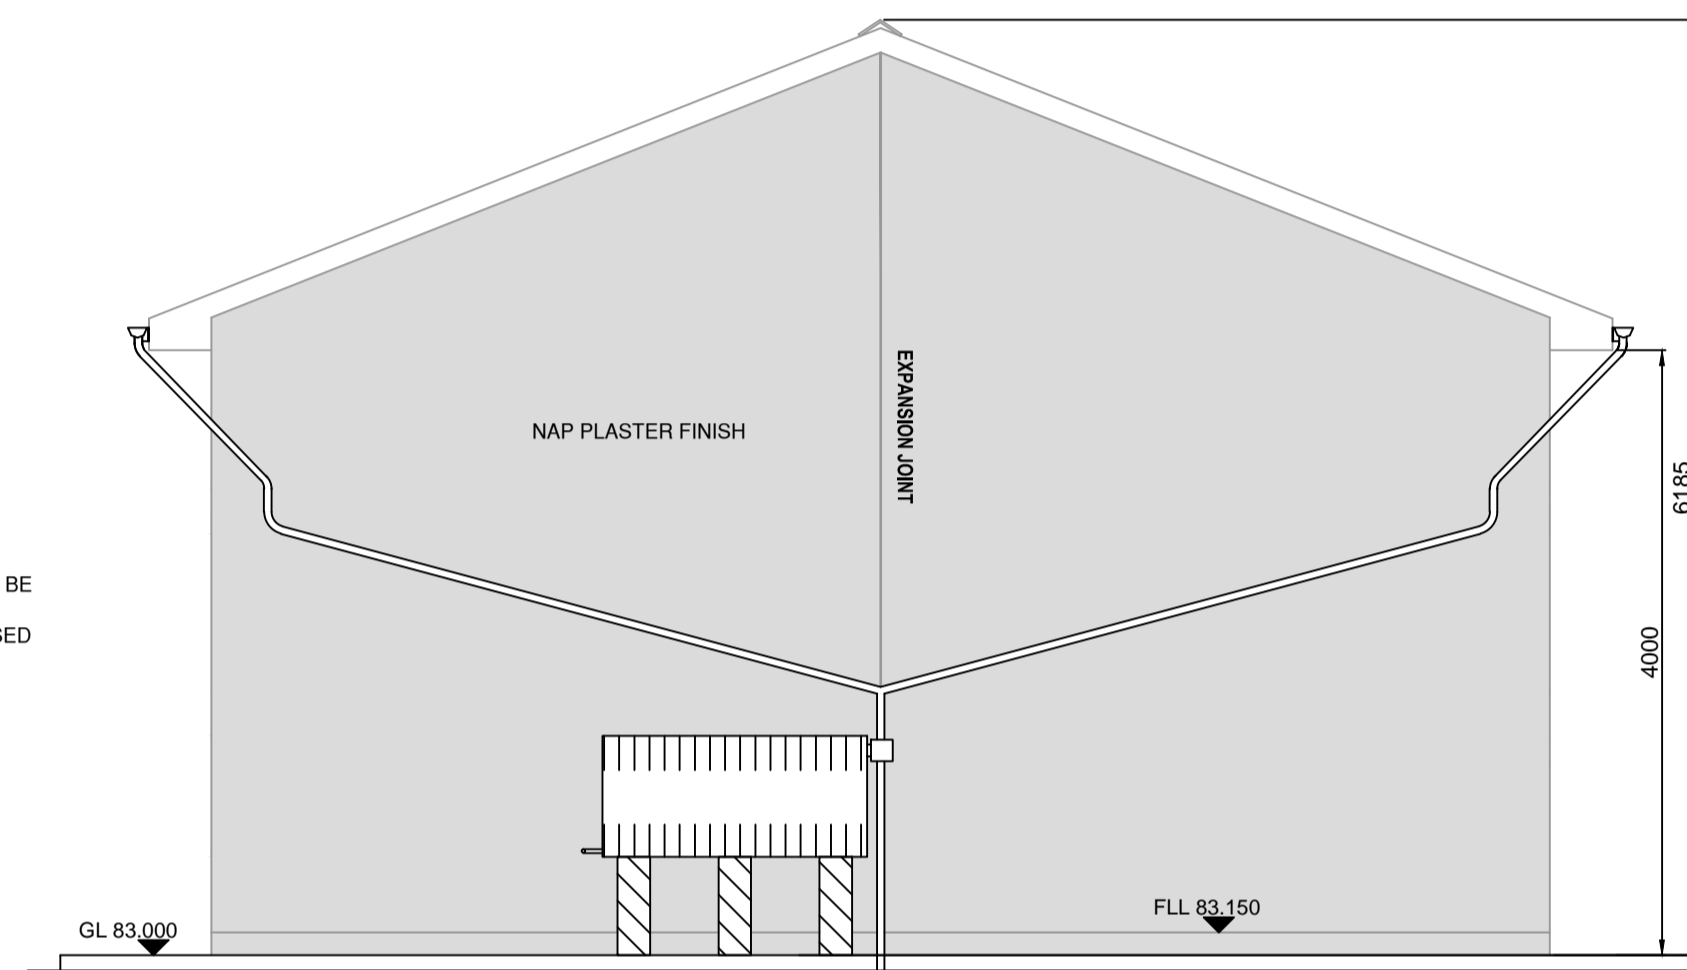 EXPANSION JOINT
NAP PLASTER FINISH
6185
BE
SED
4000
FLL 83.150
GL 83.000